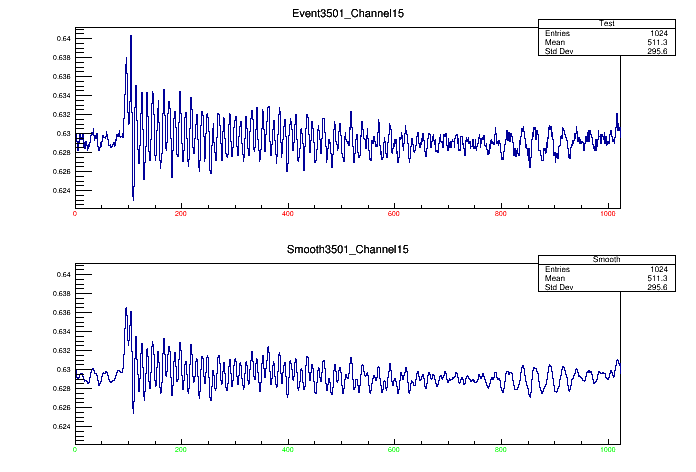 Event3501_Channel15
Test
Entries 1024
Mean 511.3
Std Dev 295.6
0.64
0.638
0.636
0.634
0.632
0.63
0.628
0.626
0.624
0 200 400 600 800 1000
Smooth3501_Channel15
Smooth
Entries 1024
Mean 511.3
Std Dev 295.6
0.64
0.638
0.636
0.634
0.632
0.63
0.628
0.626
0.624
0 200 400 600 800 1000